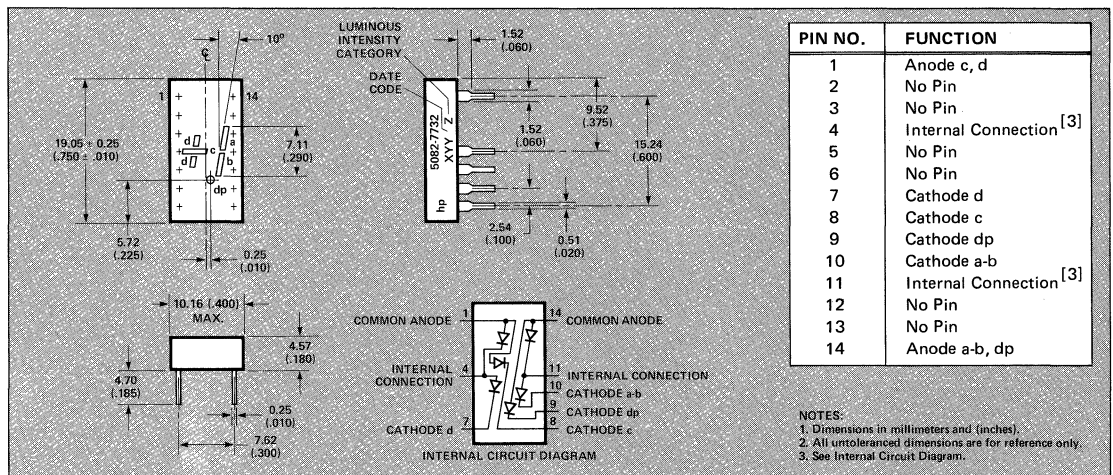 10°
℄
1
14
19.05 ± 0.25
(.750 ± .010)
d
c
a
d
b
dp
7.11
(.290)
5.72
(.225)
0.25
(.010)
LUMINOUS
INTENSITY
CATEGORY
DATE
CODE
5082-7732
XYY Z
hp
1.52
(.060)
9.52
(.375)
1.52
(.060)
15.24
(.600)
2.54
(.100)
0.51
(.020)
10.16 (.400)
MAX.
4.57
(.180)
4.70
(.185)
0.25
(.010)
7.62
(.300)
COMMON ANODE 1
14 COMMON ANODE
INTERNAL
CONNECTION
4
11 INTERNAL CONNECTION
10 CATHODE a-b
9 CATHODE dp
CATHODE d 7
8 CATHODE c
INTERNAL CIRCUIT DIAGRAM
PIN NO. FUNCTION
1 Anode c, d
2 No Pin
3 No Pin
4 Internal Connection [3]
5 No Pin
6 No Pin
7 Cathode d
8 Cathode c
9 Cathode dp
10 Cathode a-b
11 Internal Connection [3]
12 No Pin
13 No Pin
14 Anode a-b, dp
NOTES:
1. Dimensions in millimeters and (inches).
2. All untoleranced dimensions are for reference only.
3. See Internal Circuit Diagram.